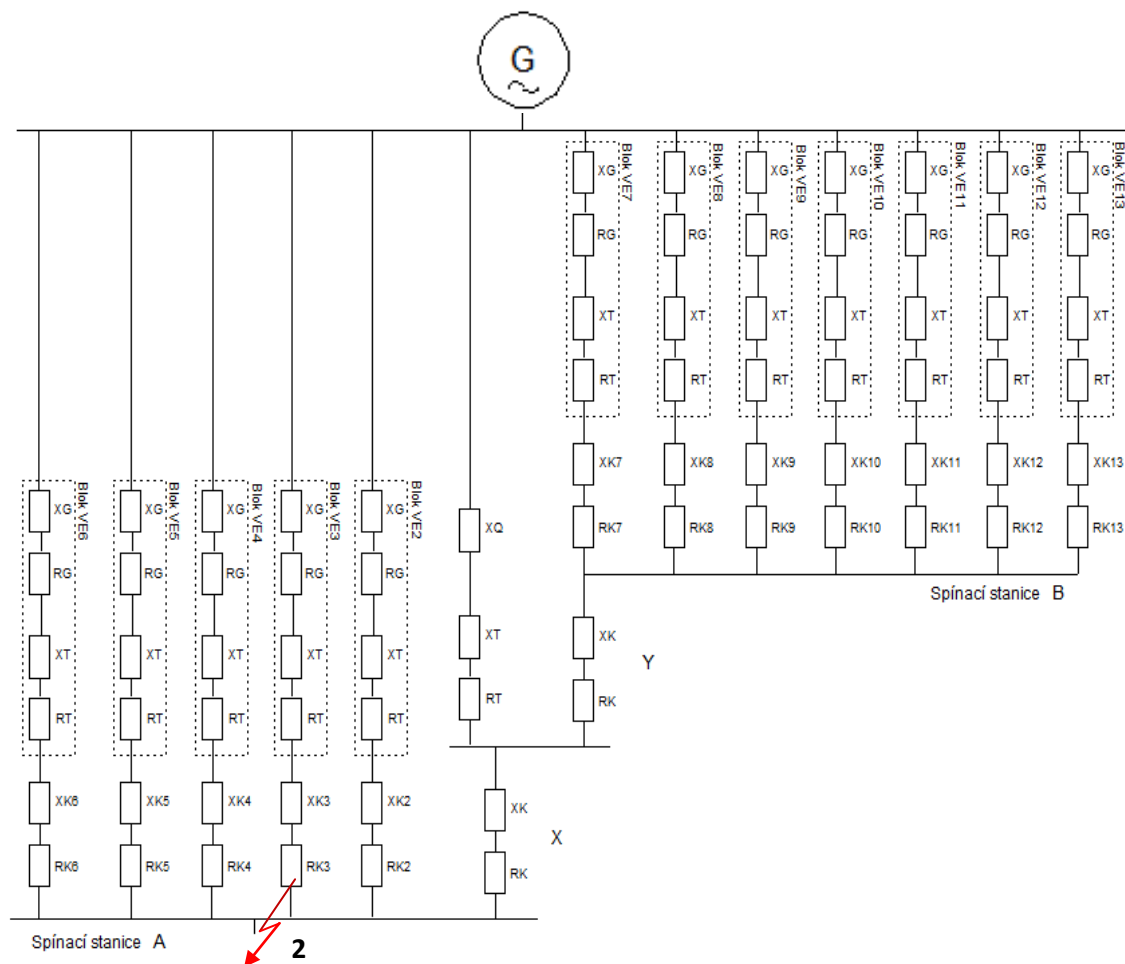 G
Blok VE7
XG
RG
XT
RT
Blok VE8
XG
RG
XT
RT
Blok VE9
XG
RG
XT
RT
Blok VE10
XG
RG
XT
RT
Blok VE11
XG
RG
XT
RT
Blok VE12
XG
RG
XT
RT
Blok VE13
XG
RG
XT
RT
XK7
XK8
XK9
XK10
XK11
XK12
XK13
RK7
RK8
RK9
RK10
RK11
RK12
RK13
Spínací stanice B
Blok VE6
XG
RG
XT
RT
Blok VE5
XG
RG
XT
RT
Blok VE4
XG
RG
XT
RT
Blok VE3
XG
RG
XT
RT
Blok VE2
XG
RG
XT
RT
XQ
XT
RT
XK
RK
Y
XK6
XK5
XK4
XK3
XK2
RK6
RK5
RK4
RK3
RK2
XK
RK
X
Spínací stanice A
2